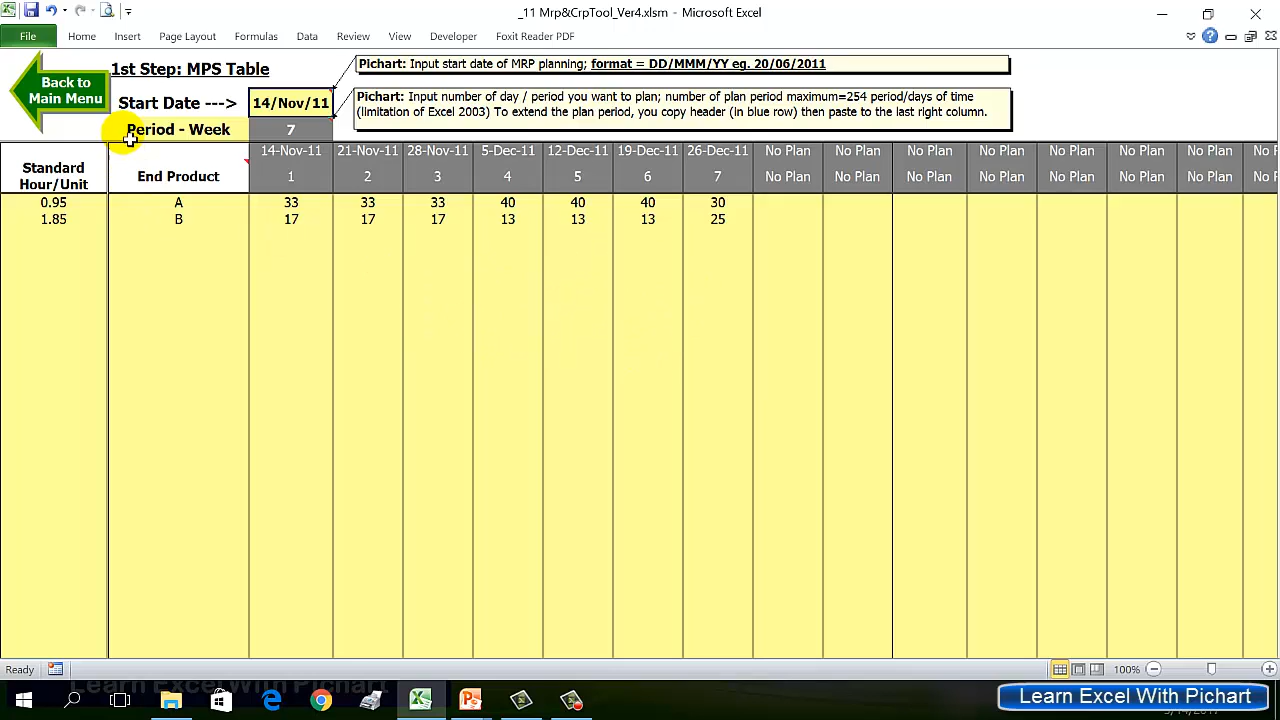 _11 Mrp&CrpTool_Ver4.xlsm - Microsoft Excel
File Home Insert Page Layout Formulas Data Review View Developer Foxit Reader PDF
Back to
Main Menu
1st Step: MPS Table
Pichart: Input start date of MRP planning; format = DD/MMM/YY eg. 20/06/2011
Start Date ---> 14/Nov/11
Pichart: Input number of day / period you want to plan; number of plan period maximum=254 period/days of time
(limitation of Excel 2003) To extend the plan period, you copy header (in blue row) then paste to the last right column.
Period - Week 7
14-Nov-11 21-Nov-11 28-Nov-11 5-Dec-11 12-Dec-11 19-Dec-11 26-Dec-11 No Plan No Plan No Plan No Plan No Plan No Plan No Plan No P
Standard
Hour/Unit
End Product 1 2 3 4 5 6 7 No Plan No Plan No Plan No Plan No Plan No Plan No Plan No P
0.95 A 33 33 33 40 40 40 30
1.85 B 17 17 17 13 13 13 25
Ready 100%
Learn Excel With Pichart
Learn Excel With Pichart